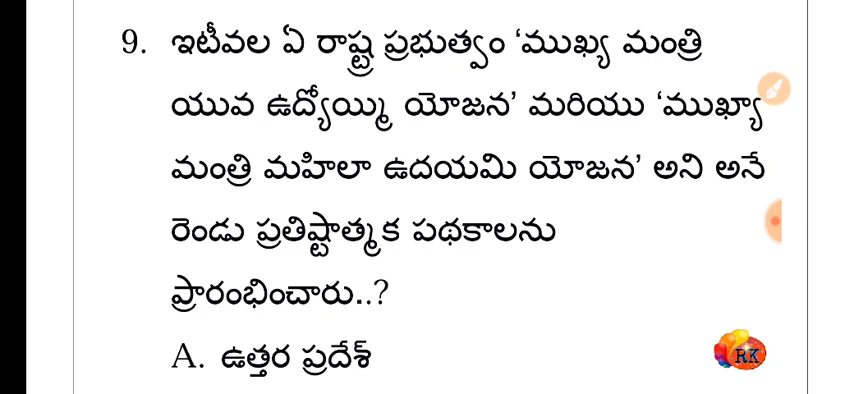 9. ఇటీవల ఏ రాష్ట్ర ప్రభుత్వం ‘ముఖ్య మంత్రి
యువ ఉద్యోయ్మి యోజన’ మరియు ‘ముఖ్యా
మంత్రి మహిలా ఉదయమి యోజన’ అని అనే
రెండు ప్రతిష్టాత్మక పథకాలను
ప్రారంభించారు..?
A. ఉత్తర ప్రదేశ్
RK